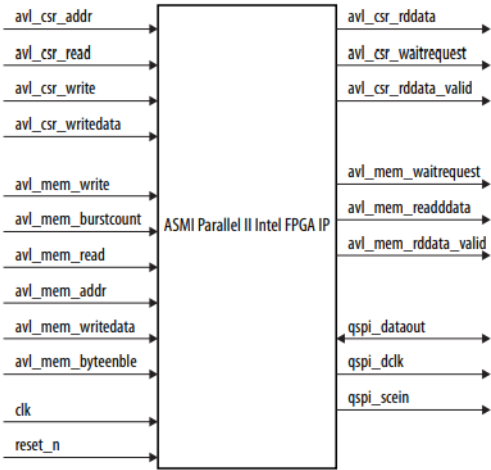 avl_csr_addr
avl_csr_read
avl_csr_write
avl_csr_writedata
avl_mem_write
avl_mem_burstcount
avl_mem_read
avl_mem_addr
avl_mem_writedata
avl_mem_byteenble
clk
reset_n
ASMI Parallel II Intel FPGA IP
avl_csr_rddata
avl_csr_waitrequest
avl_csr_rddata_valid
avl_mem_waitrequest
avl_mem_readddata
avl_mem_rddata_valid
qspi_dataout
qspi_dclk
qspi_scein